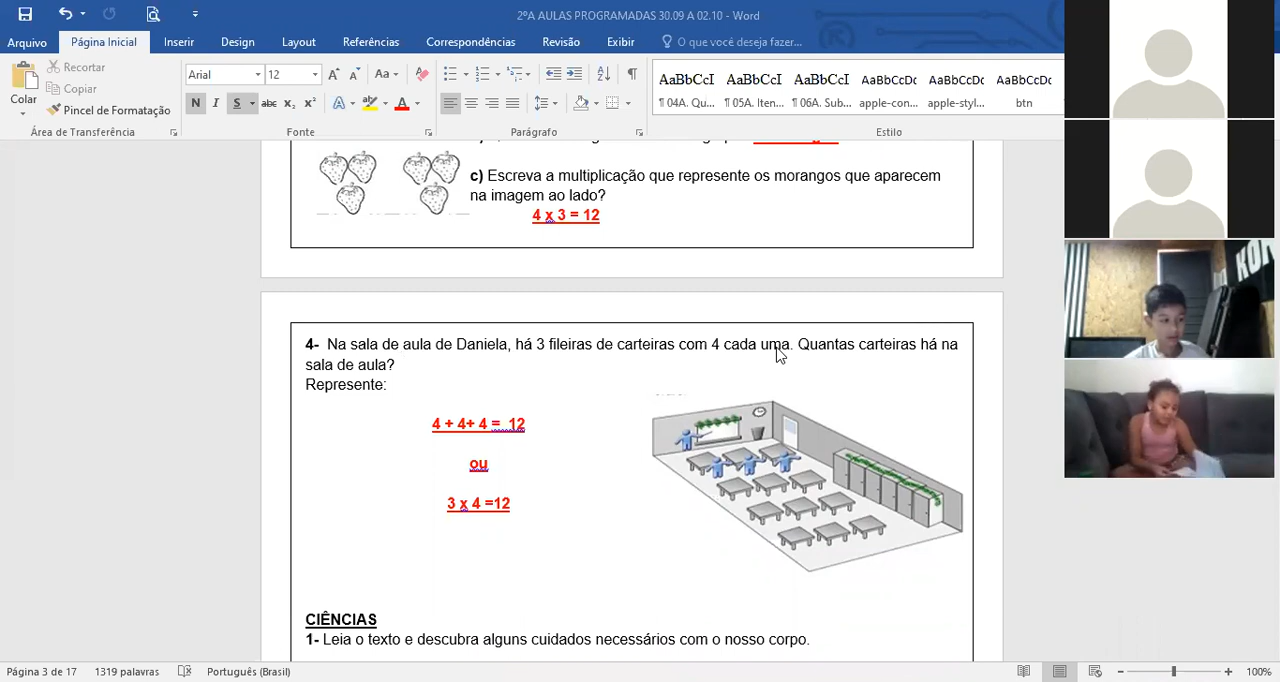 2ºA AULAS PROGRAMADAS 30.09 A 02.10 - Word
Arquivo Página Inicial Inserir Design Layout Referências Correspondências Revisão Exibir O que você deseja fazer...
Recortar
Copiar
Colar
Pincel de Formatação
Área de Transferência
Arial 12
Aa
N I S abc x₂ x² A A
Fonte
Parágrafo
AaBbCcI AaBbCcI AaBbCcI AaBbCcDc AaBbCcDc AaBbCcDc
¶ 04A. Qu... ¶ 05A. Iten... ¶ 06A. Sub... apple-con... apple-styl... btn
Estilo
c) Escreva a multiplicação que represente os morangos que aparecem
na imagem ao lado?
4 x 3 = 12
4- Na sala de aula de Daniela, há 3 fileiras de carteiras com 4 cada uma. Quantas carteiras há na
sala de aula?
Represente:
4 + 4+ 4 = 12
ou
3 x 4 =12
CIÊNCIAS
1- Leia o texto e descubra alguns cuidados necessários com o nosso corpo.
Página 3 de 17 1319 palavras Português (Brasil) 100%